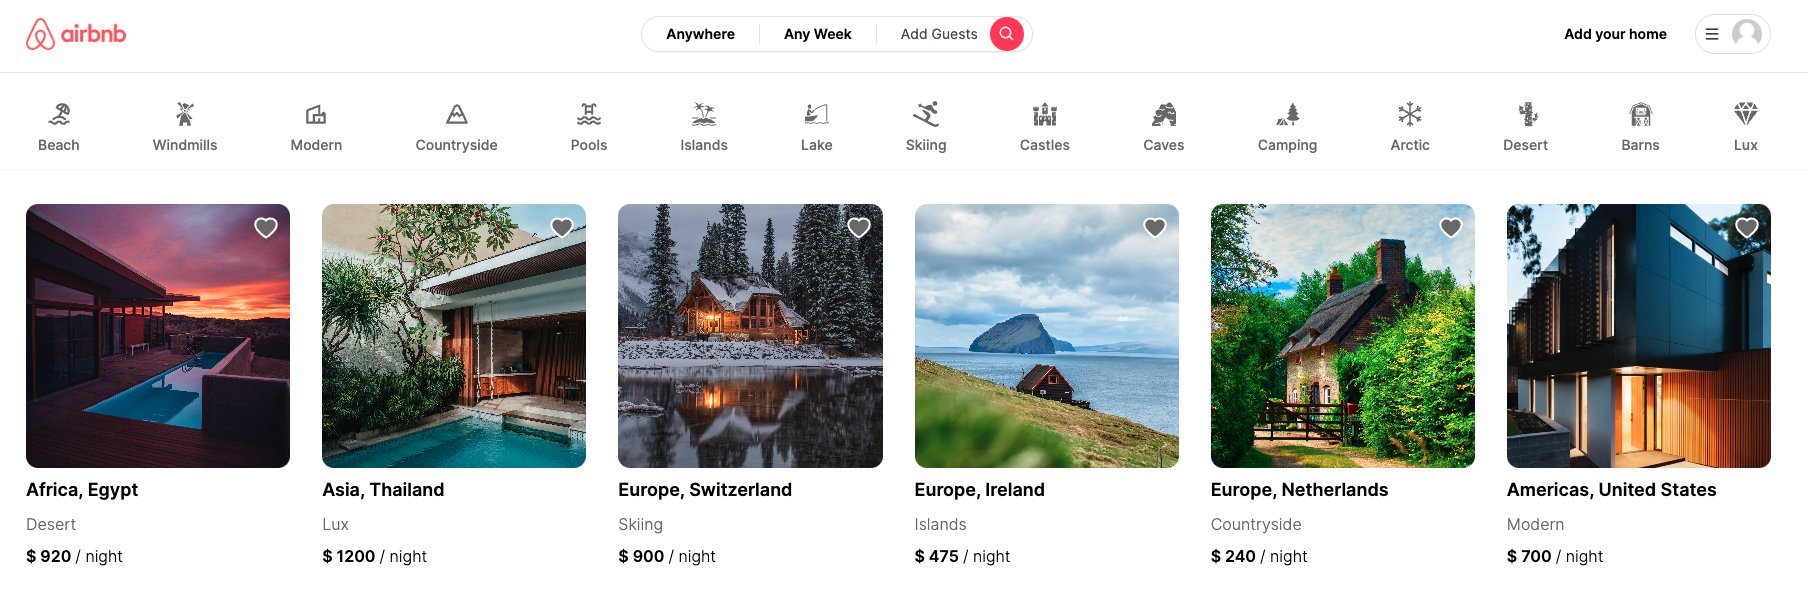 airbnb
Anywhere
Any Week
Add Guests
Add your home
Beach
Windmills
Modern
Countryside
Pools
Islands
Lake
Skiing
Castles
Caves
Camping
Arctic
Desert
Barns
Lux
Africa, Egypt
Desert
$ 920 / night
Asia, Thailand
Lux
$ 1200 / night
Europe, Switzerland
Skiing
$ 900 / night
Europe, Ireland
Islands
$ 475 / night
Europe, Netherlands
Countryside
$ 240 / night
Americas, United States
Modern
$ 700 / night